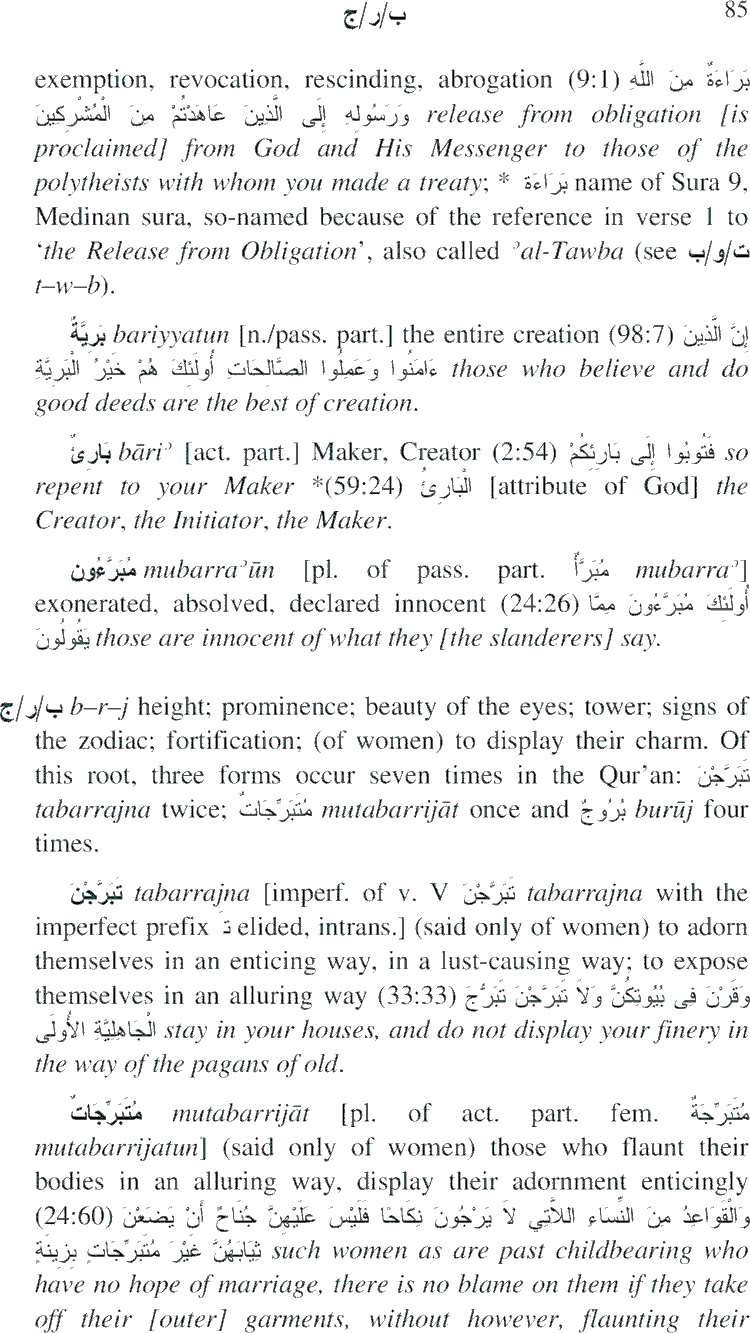 ب/ر/ج 85
exemption, revocation, rescinding, abrogation (9:1) بَرَاءَةٌ مِنَ اللَّهِ
وَرَسُولِهِ إِلَى الَّذِينَ عَاهَدْتُمْ مِنَ الْمُشْرِكِينَ release from obligation [is
proclaimed] from God and His Messenger to those of the
polytheists with whom you made a treaty; * بَرَاءَة name of Sura 9,
Medinan sura, so-named because of the reference in verse 1 to
‘the Release from Obligation’, also called ʾal-Tawba (see ت/و/ب
t–w–b).
بَرِيَّةٌ bariyyatun [n./pass. part.] the entire creation (98:7) إِنَّ الَّذِينَ
ءَامَنُوا وَعَمِلُوا الصَّالِحَاتِ أُولَئِكَ هُمْ خَيْرُ الْبَرِيَّةِ those who believe and do
good deeds are the best of creation.
بَارِئٌ bāriʾ [act. part.] Maker, Creator (2:54) فَتُوبُوا إِلَى بَارِئِكُمْ so
repent to your Maker *(59:24) الْبَارِئُ [attribute of God] the
Creator, the Initiator, the Maker.
مُبَرَّءُون mubarraʾūn [pl. of pass. part. مُبَرَّأٌ mubarraʾ]
exonerated, absolved, declared innocent (24:26) أُولَئِكَ مُبَرَّءُونَ مِمَّا
يَقُولُونَ those are innocent of what they [the slanderers] say.
ب/ر/ج b–r–j height; prominence; beauty of the eyes; tower; signs of
the zodiac; fortification; (of women) to display their charm. Of
this root, three forms occur seven times in the Qur’an: تَبَرَّجْنَ
tabarrajna twice; مُتَبَرِّجَاتٌ mutabarrijāt once and بُرُوجٌ burūj four
times.
تَبَرَّجْنَ tabarrajna [imperf. of v. V تَبَرَّجْنَ tabarrajna with the
imperfect prefix تَ elided, intrans.] (said only of women) to adorn
themselves in an enticing way, in a lust-causing way; to expose
themselves in an alluring way (33:33) وَقَرْنَ فِى بُيُوتِكُنَّ وَلاَ تَبَرَّجْنَ تَبَرُّجَ
الْجَاهِلِيَّةِ الأُولَى stay in your houses, and do not display your finery in
the way of the pagans of old.
مُتَبَرِّجَاتٌ mutabarrijāt [pl. of act. part. fem. مُتَبَرِّجَةٌ
mutabarrijatun] (said only of women) those who flaunt their
bodies in an alluring way, display their adornment enticingly
(24:60) وَالْقَوَاعِدُ مِنَ النِّسَاءِ اللاَّتِي لاَ يَرْجُونَ نِكَاحًا فَلَيْسَ عَلَيْهِنَّ جُنَاحٌ أَنْ يَضَعْنَ
ثِيَابَهُنَّ غَيْرَ مُتَبَرِّجَاتٍ بِزِينَةٍ such women as are past childbearing who
have no hope of marriage, there is no blame on them if they take
off their [outer] garments, without however, flaunting their